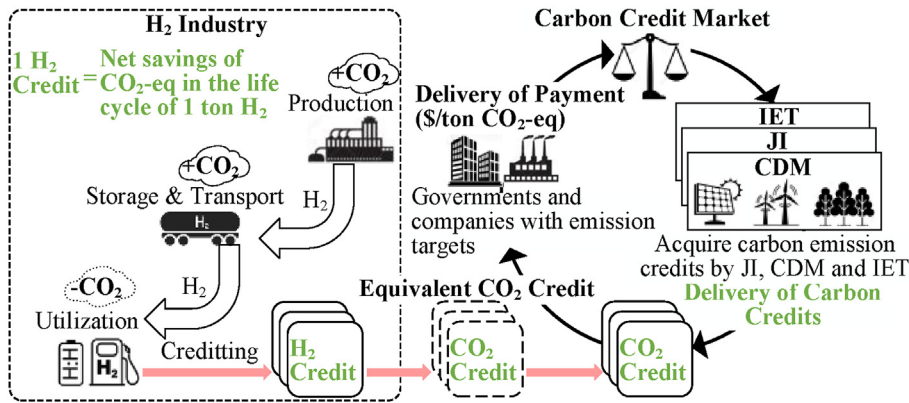 H₂ Industry
1 H₂
Credit
=
Net savings of
CO₂-eq in the life
cycle of 1 ton H₂
+CO₂
Production
+CO₂
Storage & Transport
H₂
H₂
H₂
-CO₂
Utilization
H₂
Creditting
H₂
Credit
Carbon Credit Market
Delivery of Payment
($/ton CO₂-eq)
Governments and
companies with emission
targets
IET
JI
CDM
Acquire carbon emission
credits by JI, CDM and IET
Delivery of Carbon
Credits
Equivalent CO₂ Credit
CO₂
Credit
CO₂
Credit